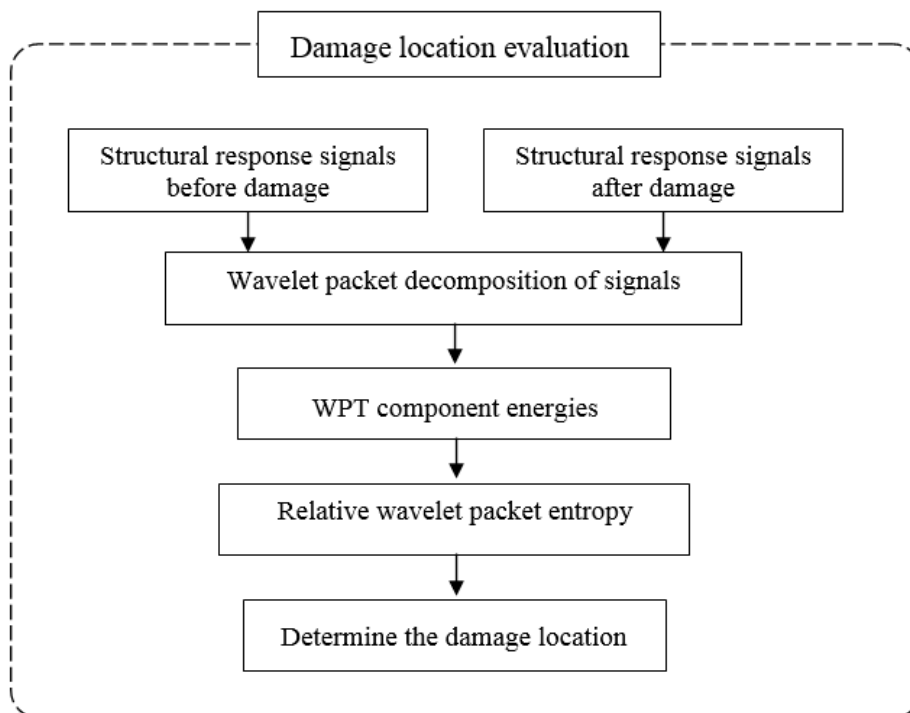 Damage location evaluation
Structural response signals
before damage
Structural response signals
after damage
Wavelet packet decomposition of signals
WPT component energies
Relative wavelet packet entropy
Determine the damage location